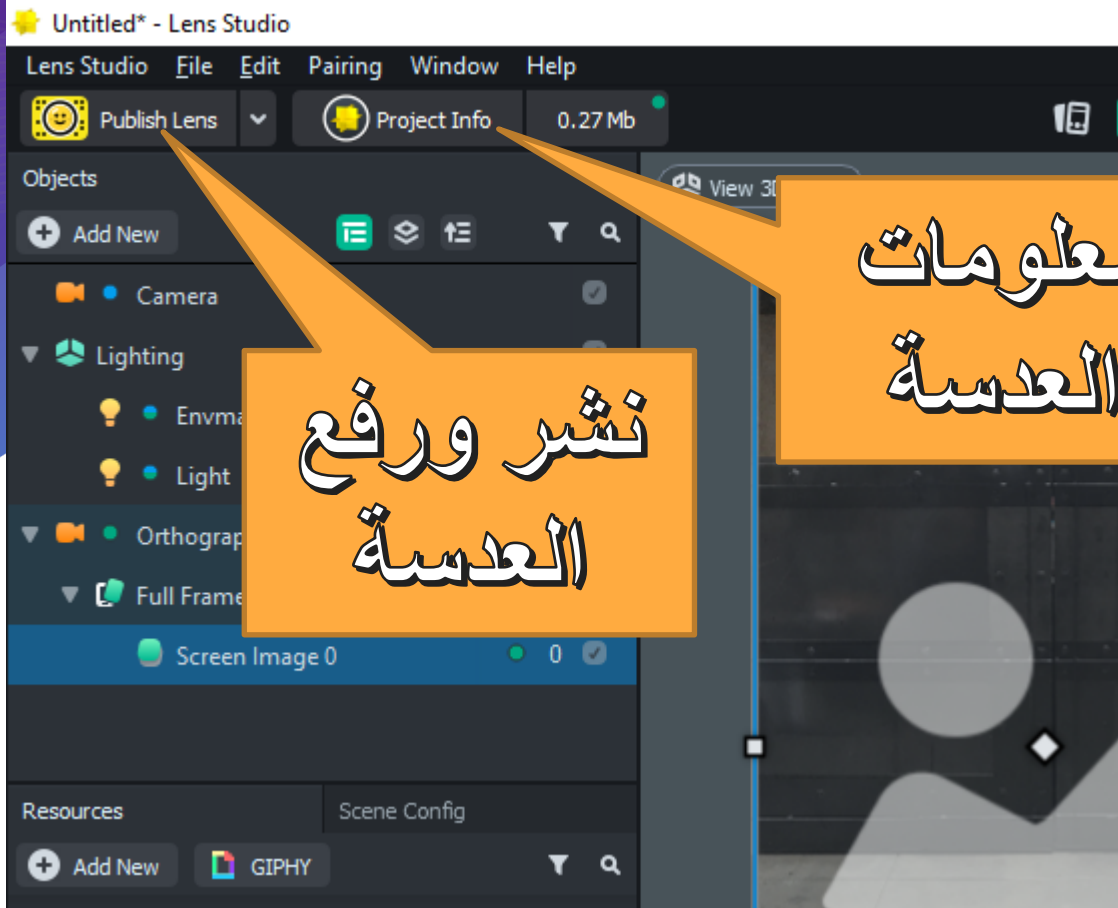 Untitled* - Lens Studio
Lens Studio File Edit Pairing Window Help
Publish Lens Project Info 0.27 Mb
Objects
View
Add New
Camera
Lighting
Light
Full Frame
Screen Image 0 0
نشر ورفع
العدسة
العدسة
Resources Scene Config
Add New GIPHY